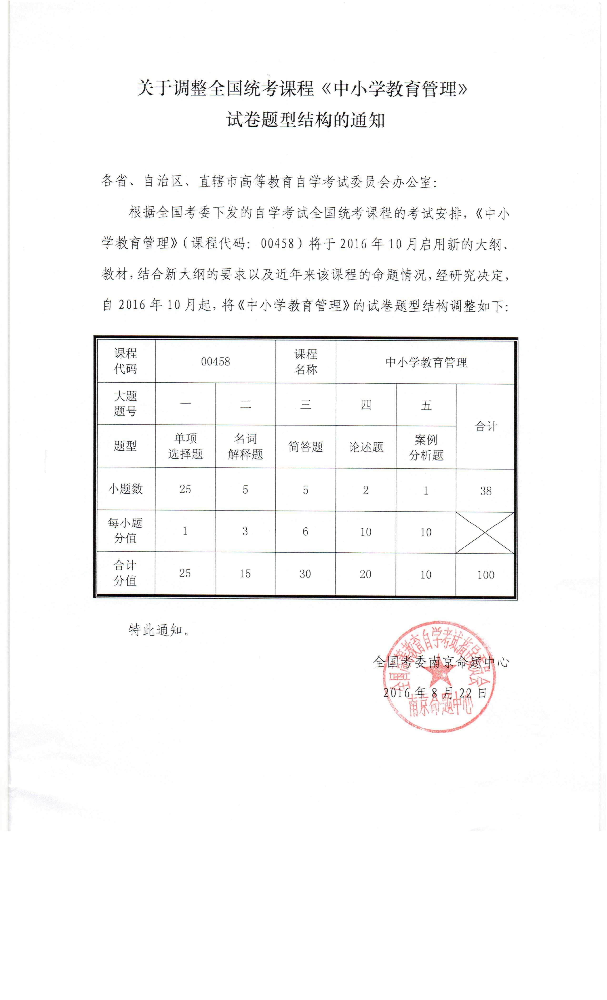 关于调整全国统考课程《中小学教育管理》
试卷题型结构的通知
各省、自治区、直辖市高等教育自学考试委员会办公室：
根据全国考委下发的自学考试全国统考课程的考试安排，《中小
学教育管理》（课程代码：00458）将于2016年10月启用新的大纲、
教材，结合新大纲的要求以及近年来该课程的命题情况，经研究决定，
自2016年10月起，将《中小学教育管理》的试卷题型结构调整如下：
课程代码 00458 课程名称 中小学教育管理
大题题号 一 二 三 四 五 合计
题型 单项选择题 名词解释题 简答题 论述题 案例分析题
小题数 25 5 5 2 1 38
每小题分值 1 3 6 10 10
合计分值 25 15 30 20 10 100
特此通知。
全国考委南京命题中心
2016年8月22日
全国高等教育自学考试指导委员会
南京命题中心